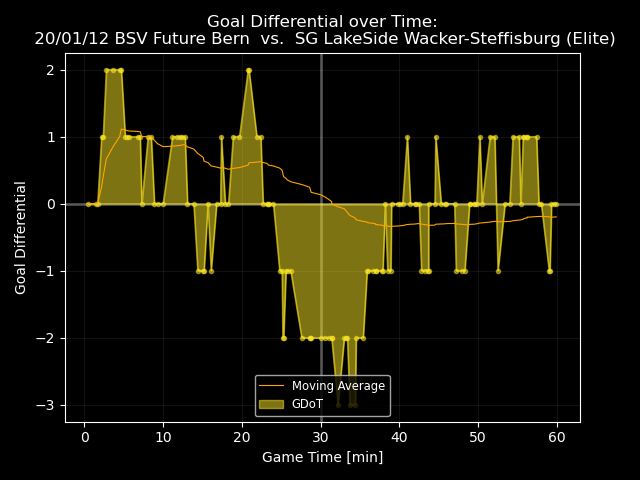 Goal Differential over Time:
20/01/12 BSV Future Bern  vs.  SG LakeSide Wacker-Steffisburg (Elite)
Goal Differential
2
1
0
−1
−2
−3
Moving Average
GDoT
0 10 20 30 40 50 60
Game Time [min]